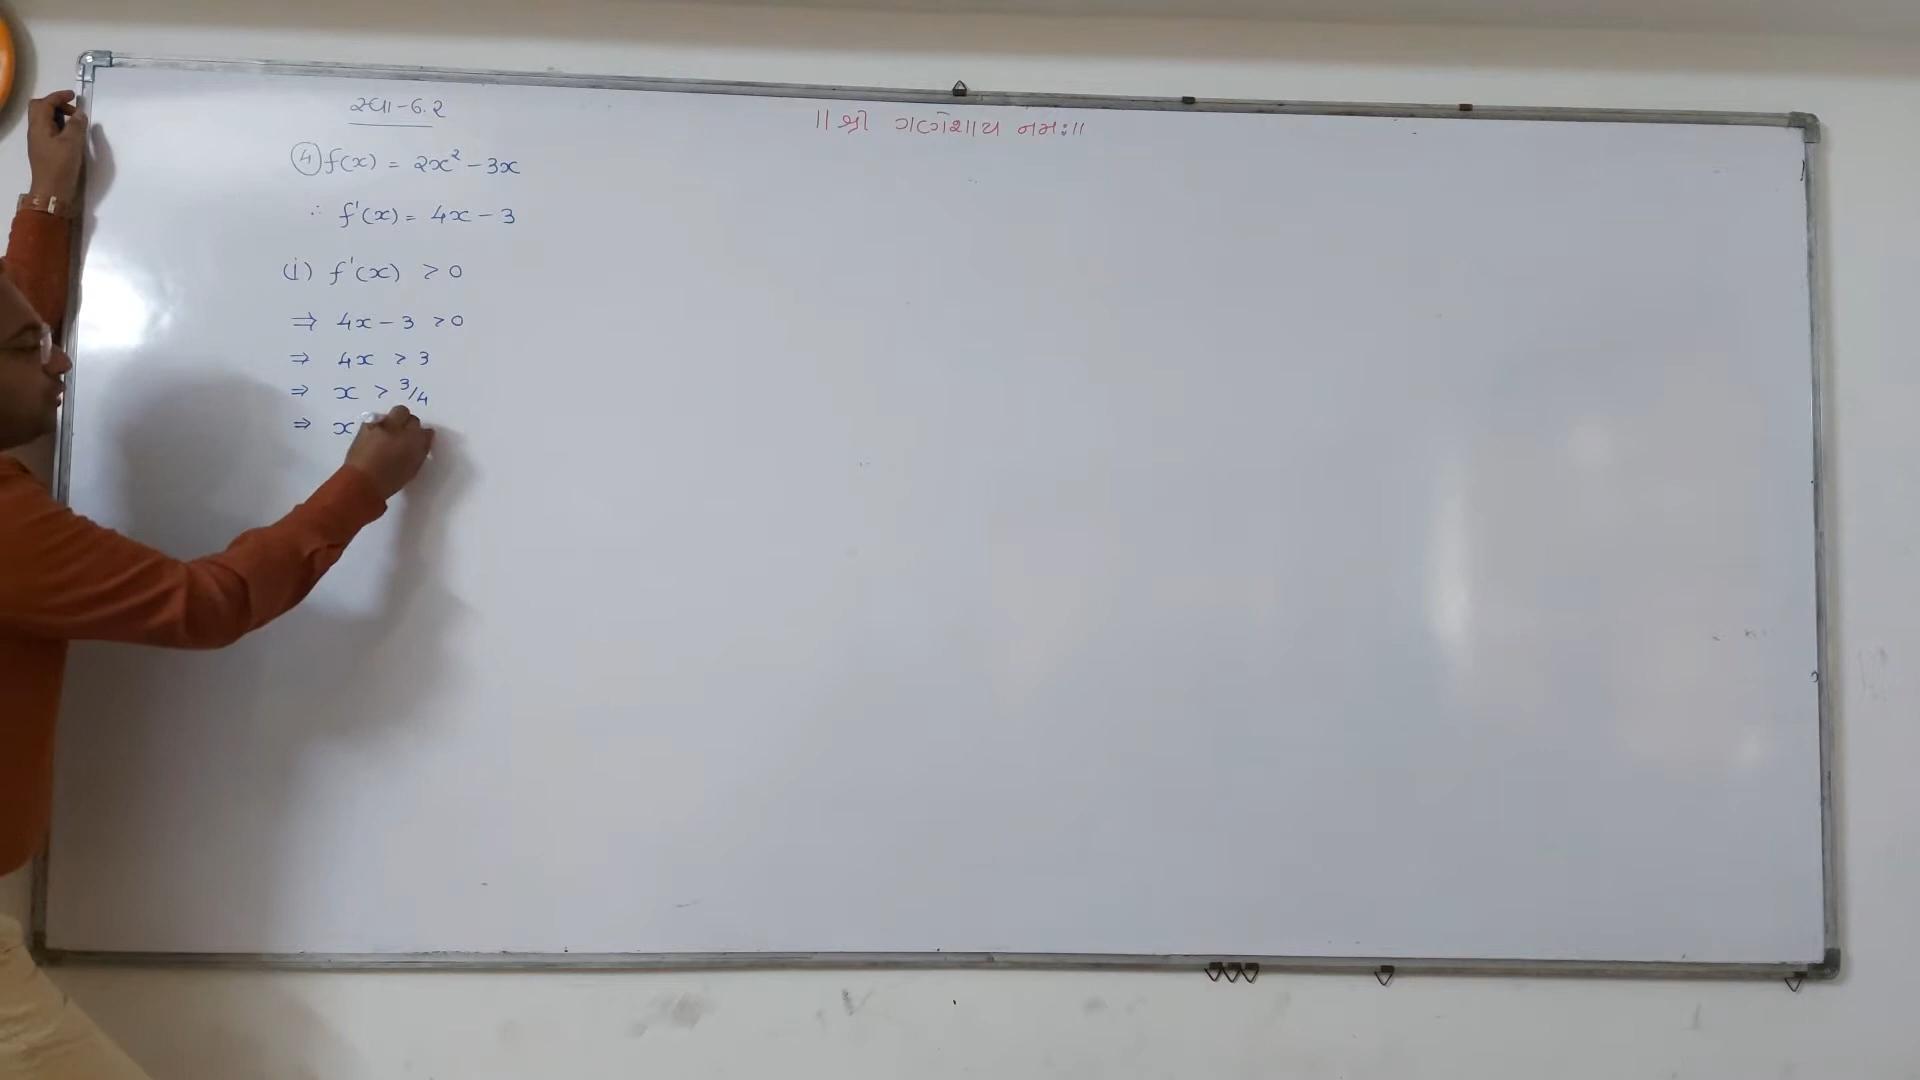 સ્વા-6.2
|| શ્રી ગણેશાય નમઃ ||
④ f(x) = 2x² - 3x
∴ f'(x) = 4x - 3
(i) f'(x) > 0
⇒ 4x - 3 > 0
⇒ 4x > 3
⇒ x > 3/4
⇒ x